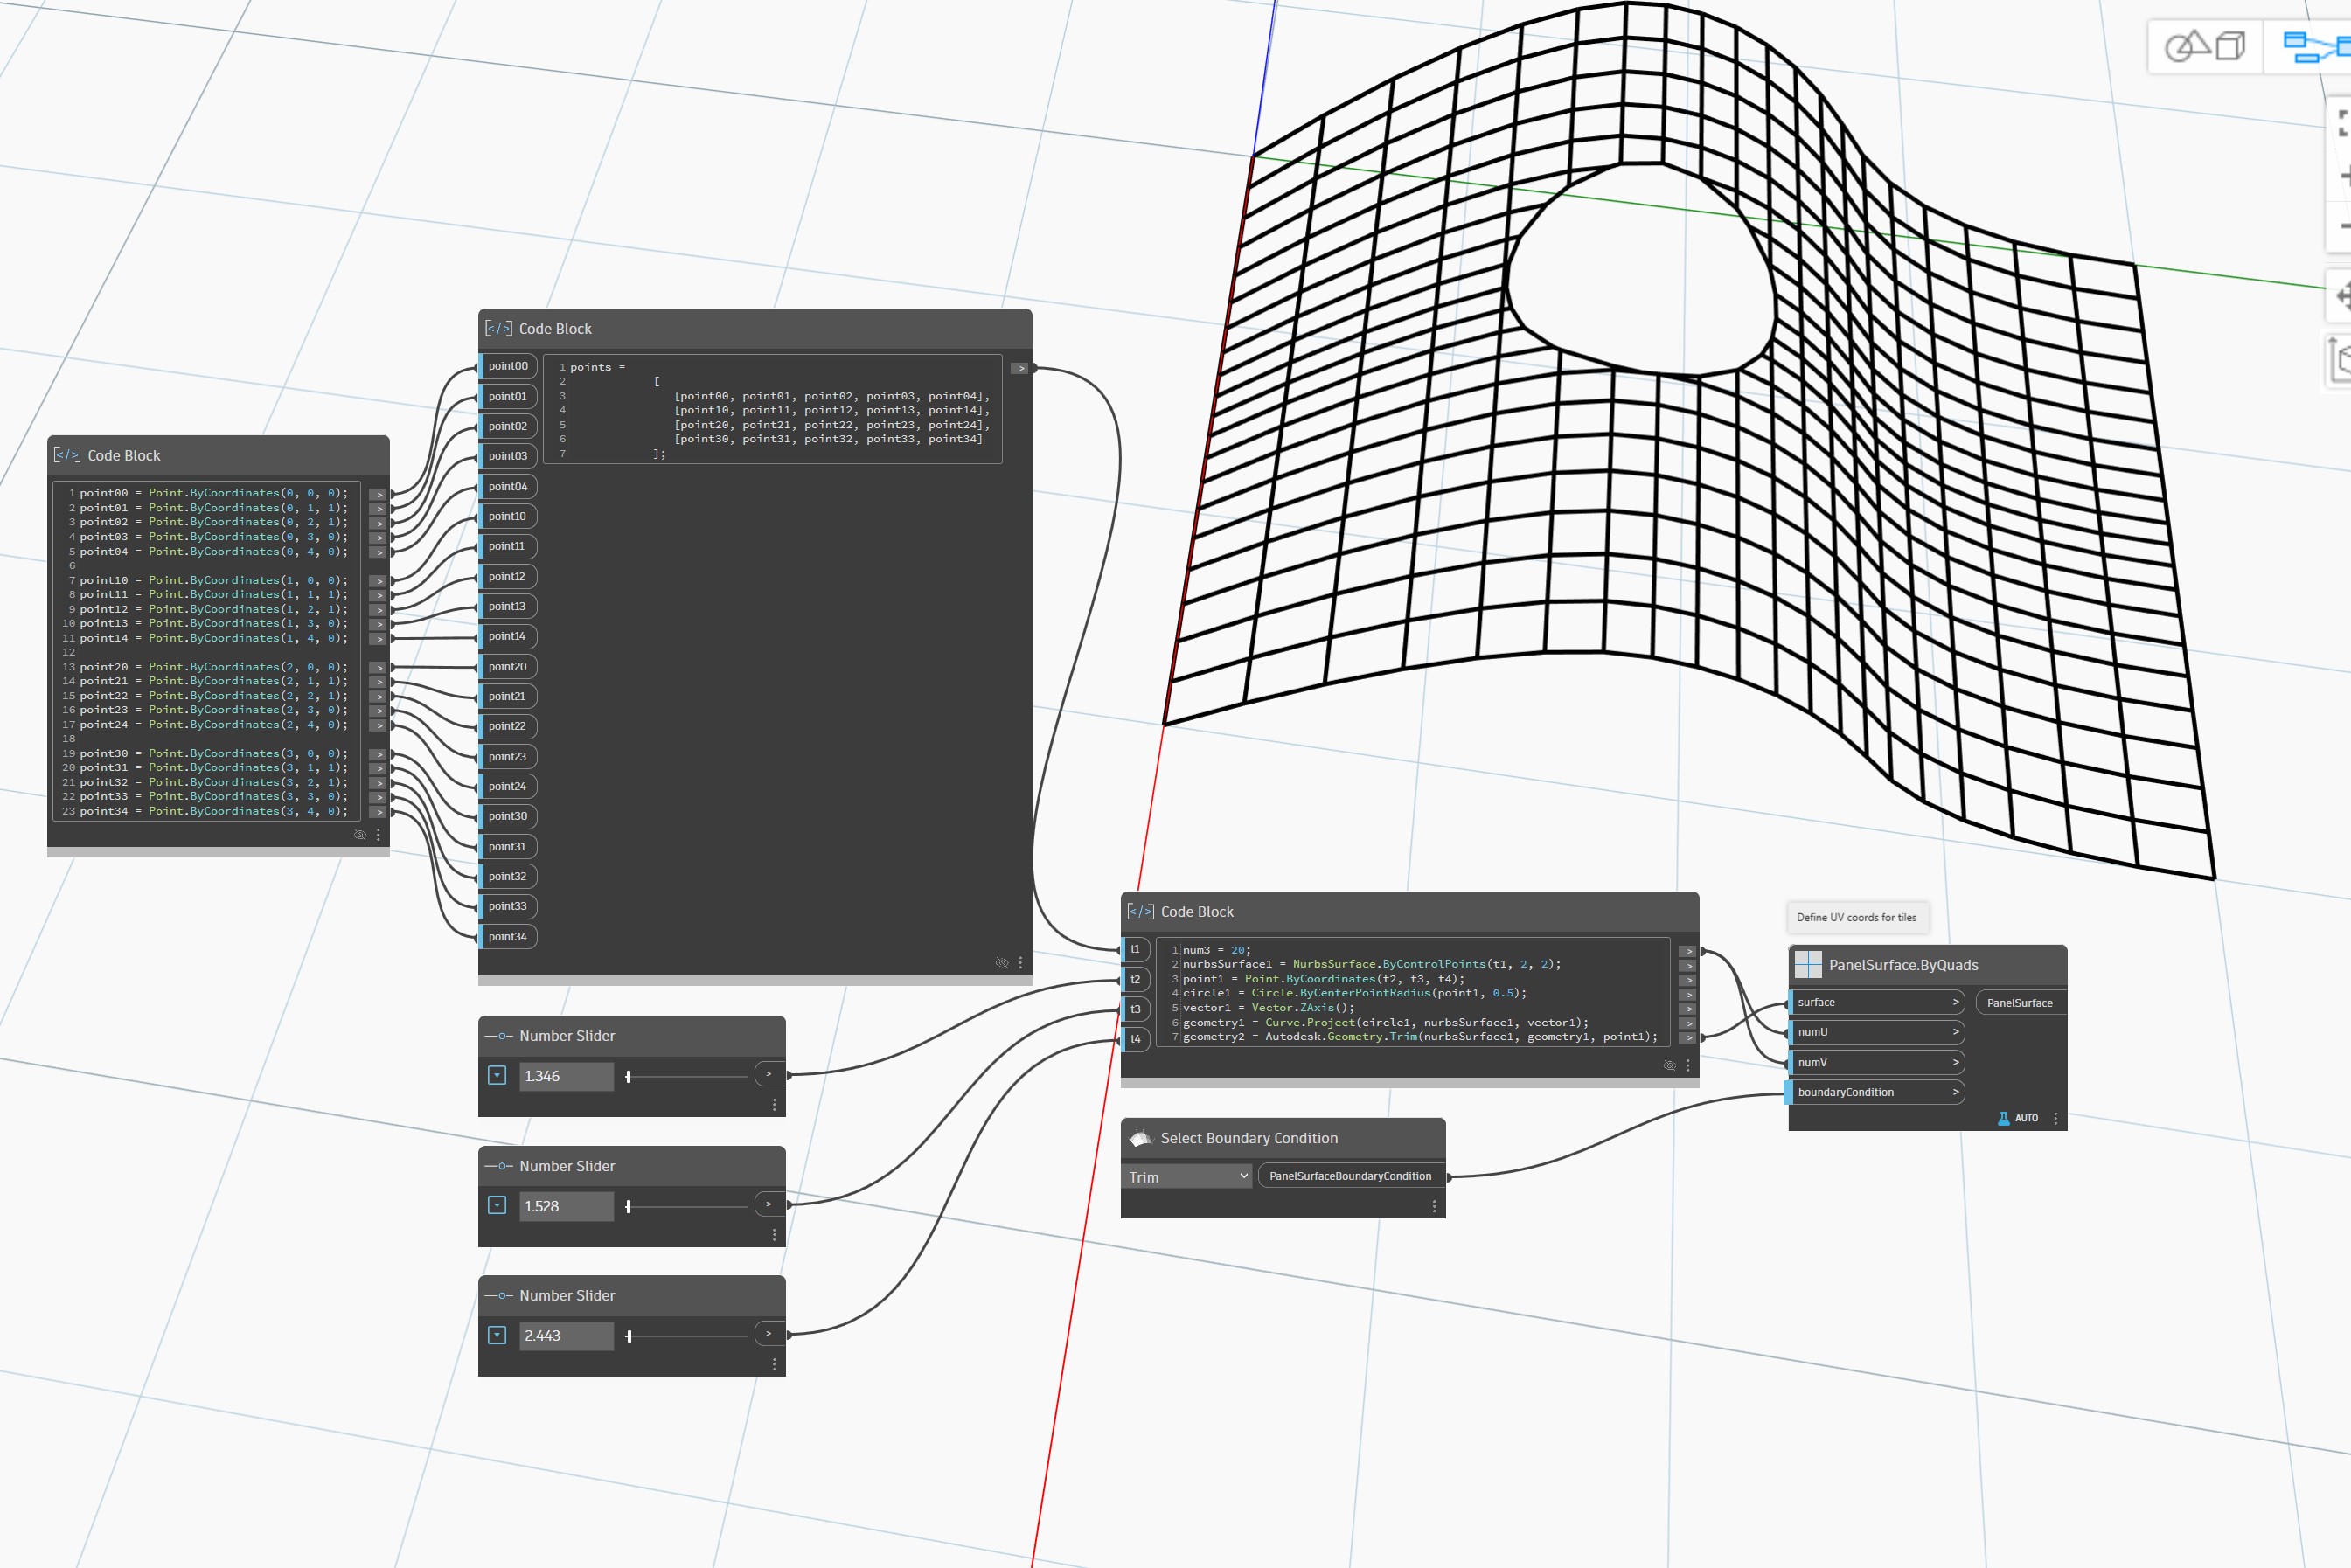 Code Block
1 point00 = Point.ByCoordinates(0, 0, 0);
2 point01 = Point.ByCoordinates(0, 1, 1);
3 point02 = Point.ByCoordinates(0, 2, 1);
4 point03 = Point.ByCoordinates(0, 3, 0);
5 point04 = Point.ByCoordinates(0, 4, 0);
6
7 point10 = Point.ByCoordinates(1, 0, 0);
8 point11 = Point.ByCoordinates(1, 1, 1);
9 point12 = Point.ByCoordinates(1, 2, 1);
10 point13 = Point.ByCoordinates(1, 3, 0);
11 point14 = Point.ByCoordinates(1, 4, 0);
12
13 point20 = Point.ByCoordinates(2, 0, 0);
14 point21 = Point.ByCoordinates(2, 1, 1);
15 point22 = Point.ByCoordinates(2, 2, 1);
16 point23 = Point.ByCoordinates(2, 3, 0);
17 point24 = Point.ByCoordinates(2, 4, 0);
18
19 point30 = Point.ByCoordinates(3, 0, 0);
20 point31 = Point.ByCoordinates(3, 1, 1);
21 point32 = Point.ByCoordinates(3, 2, 1);
22 point33 = Point.ByCoordinates(3, 3, 0);
23 point34 = Point.ByCoordinates(3, 4, 0);
Code Block
point00
point01
point02
point03
point04
point10
point11
point12
point13
point14
point20
point21
point22
point23
point24
point30
point31
point32
point33
point34
1 points =
2 [
3 [point00, point01, point02, point03, point04],
4 [point10, point11, point12, point13, point14],
5 [point20, point21, point22, point23, point24],
6 [point30, point31, point32, point33, point34]
7 ];
Number Slider
1.346
Number Slider
1.528
Number Slider
2.443
Code Block
t1
t2
t3
t4
1 num3 = 20;
2 nurbsSurface1 = NurbsSurface.ByControlPoints(t1, 2, 2);
3 point1 = Point.ByCoordinates(t2, t3, t4);
4 circle1 = Circle.ByCenterPointRadius(point1, 0.5);
5 vector1 = Vector.ZAxis();
6 geometry1 = Curve.Project(circle1, nurbsSurface1, vector1);
7 geometry2 = Autodesk.Geometry.Trim(nurbsSurface1, geometry1, point1);
Select Boundary Condition
Trim PanelSurfaceBoundaryCondition
Define UV coords for tiles
PanelSurface.ByQuads
surface > PanelSurface
numU >
numV >
boundaryCondition >
AUTO